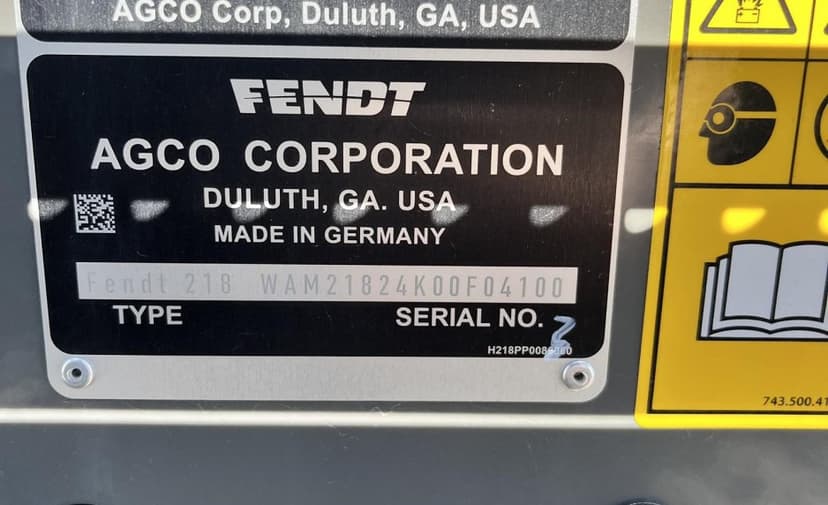 AGCO Corp, Duluth, GA, USA
FENDT
AGCO CORPORATION
DULUTH, GA. USA
MADE IN GERMANY
Fendt 218 WAM21824K00F04100
TYPE SERIAL NO.
743.500.41